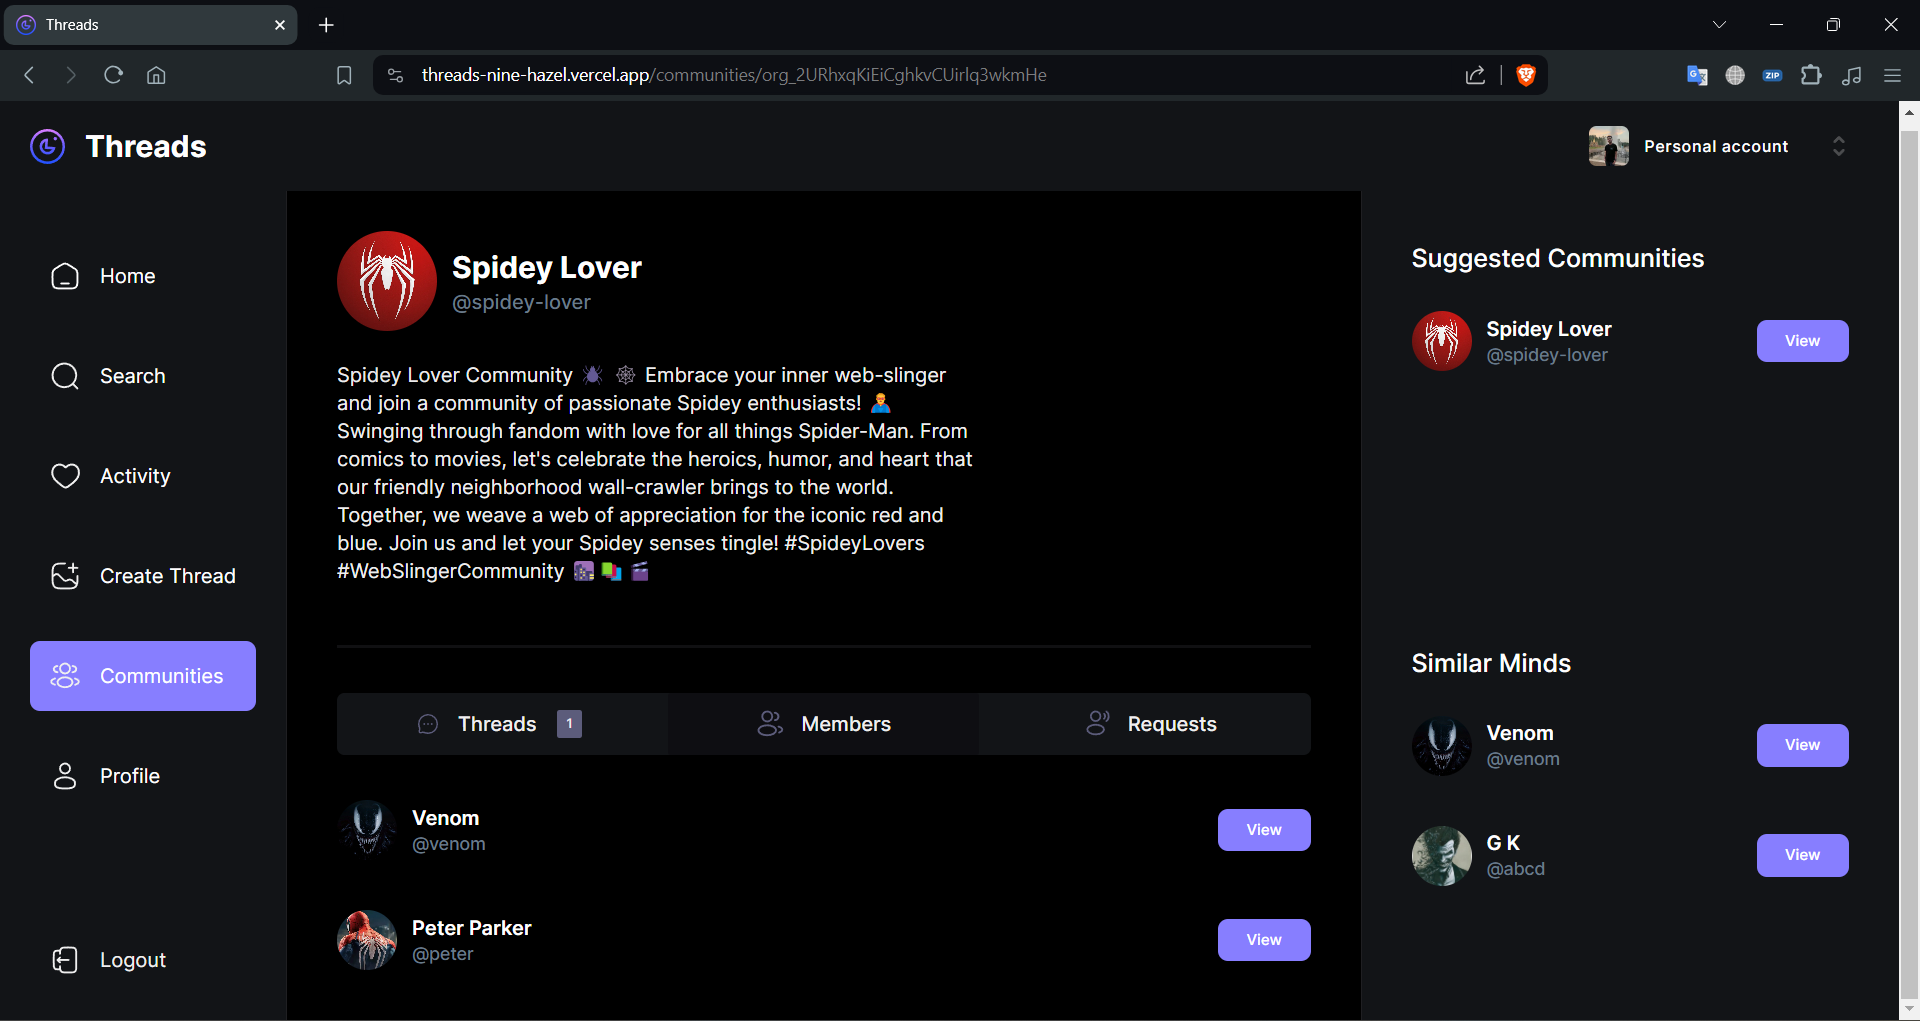 Threads
threads-nine-hazel.vercel.app/communities/org_2URhxqKiEiCghkvCUirlq3wkmHe
ZIP
Threads
Personal account
Home
Search
Activity
Create Thread
Communities
Profile
Logout
Spidey Lover
@spidey-lover
Spidey Lover Community 🕷️ 🕸️ Embrace your inner web-slinger
and join a community of passionate Spidey enthusiasts! 🦸‍♂️
Swinging through fandom with love for all things Spider-Man. From
comics to movies, let's celebrate the heroics, humor, and heart that
our friendly neighborhood wall-crawler brings to the world.
Together, we weave a web of appreciation for the iconic red and
blue. Join us and let your Spidey senses tingle! #SpideyLovers
#WebSlingerCommunity 🌆 📚 🎬
Threads 1
Members
Requests
Venom
@venom
View
Peter Parker
@peter
View
Suggested Communities
Spidey Lover
@spidey-lover
View
Similar Minds
Venom
@venom
View
G K
@abcd
View